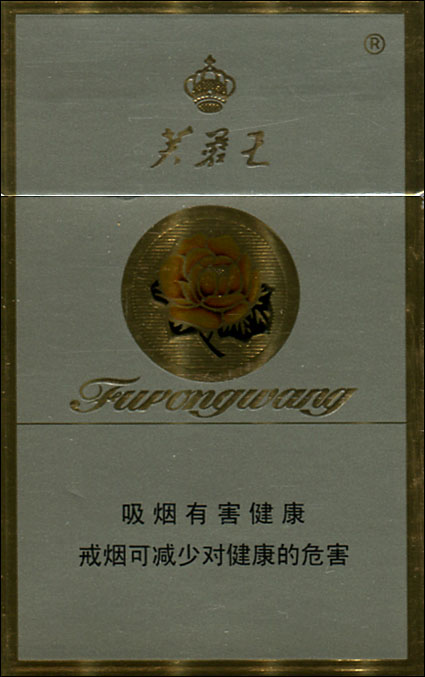 ®
芙蓉王
Furongwang
吸烟有害健康
戒烟可减少对健康的危害